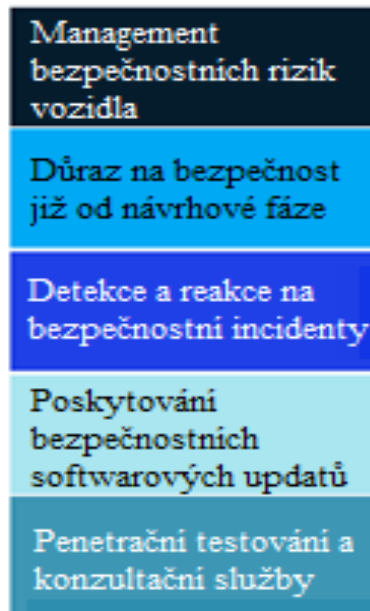 Management
bezpečnostních rizik
vozidla
Důraz na bezpečnost
již od návrhové fáze
Detekce a reakce na
bezpečnostní incidenty
Poskytování
bezpečnostních
softwarových updatů
Penetrační testování a
konzultační služby